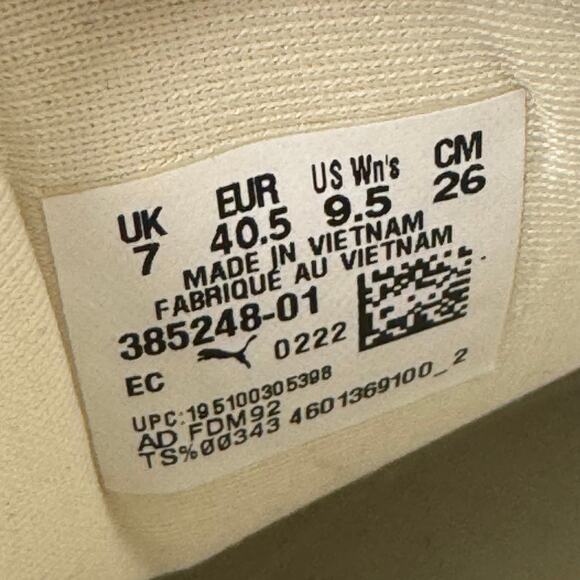 UK EUR US Wn's CM
7 40.5 9.5 26
MADE IN VIETNAM
FABRIQUE AU VIETNAM
385248-01
EC 0222
UPC:195100305398
AD FDM92
TS%00343 4601369100_2